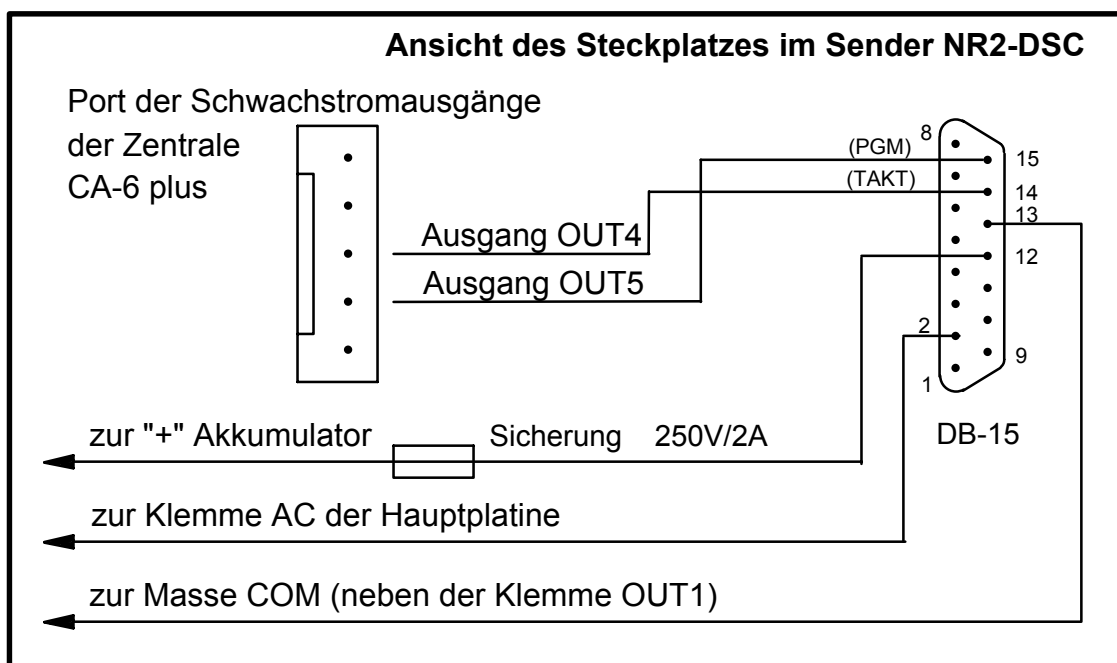 Ansicht des Steckplatzes im Sender NR2-DSC
Port der Schwachstromausgänge
der Zentrale
CA-6 plus
8
(PGM)
15
(TAKT)
14
13
Ausgang OUT4
12
Ausgang OUT5
2
9
1
zur "+" Akkumulator
Sicherung 250V/2A
DB-15
zur Klemme AC der Hauptplatine
zur Masse COM (neben der Klemme OUT1)